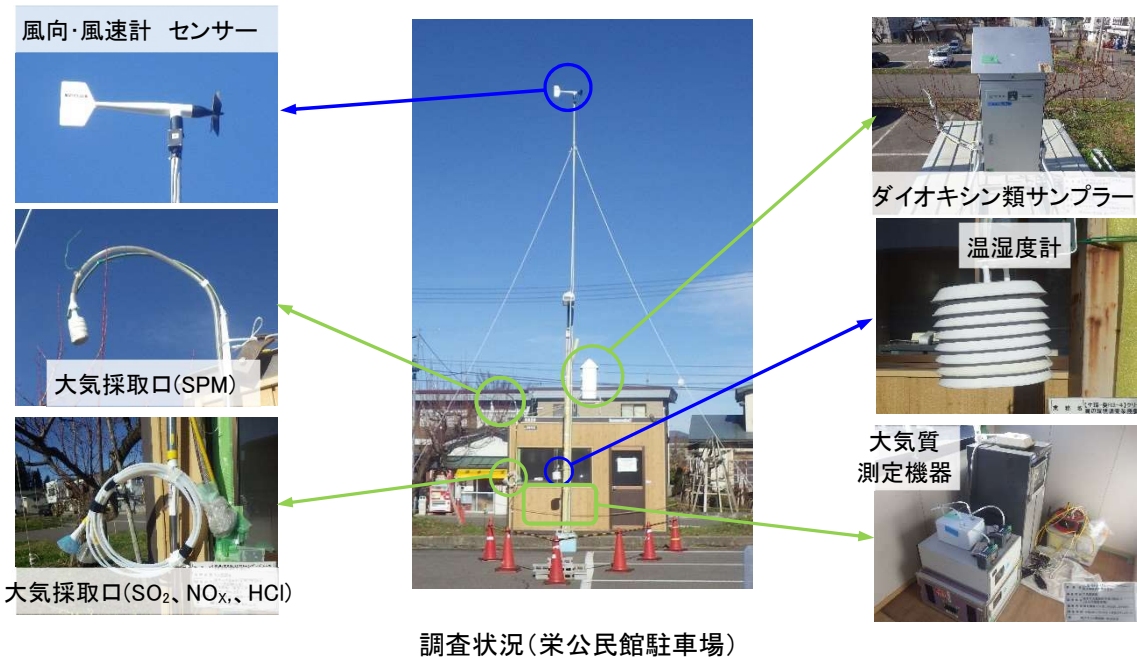 風向・風速計　センサー
大気採取口(SPM)
大気採取口(SO₂、NOₓ,、HCl)
ダイオキシン類サンプラー
温湿度計
大気質
測定機器
調査状況(栄公民館駐車場)